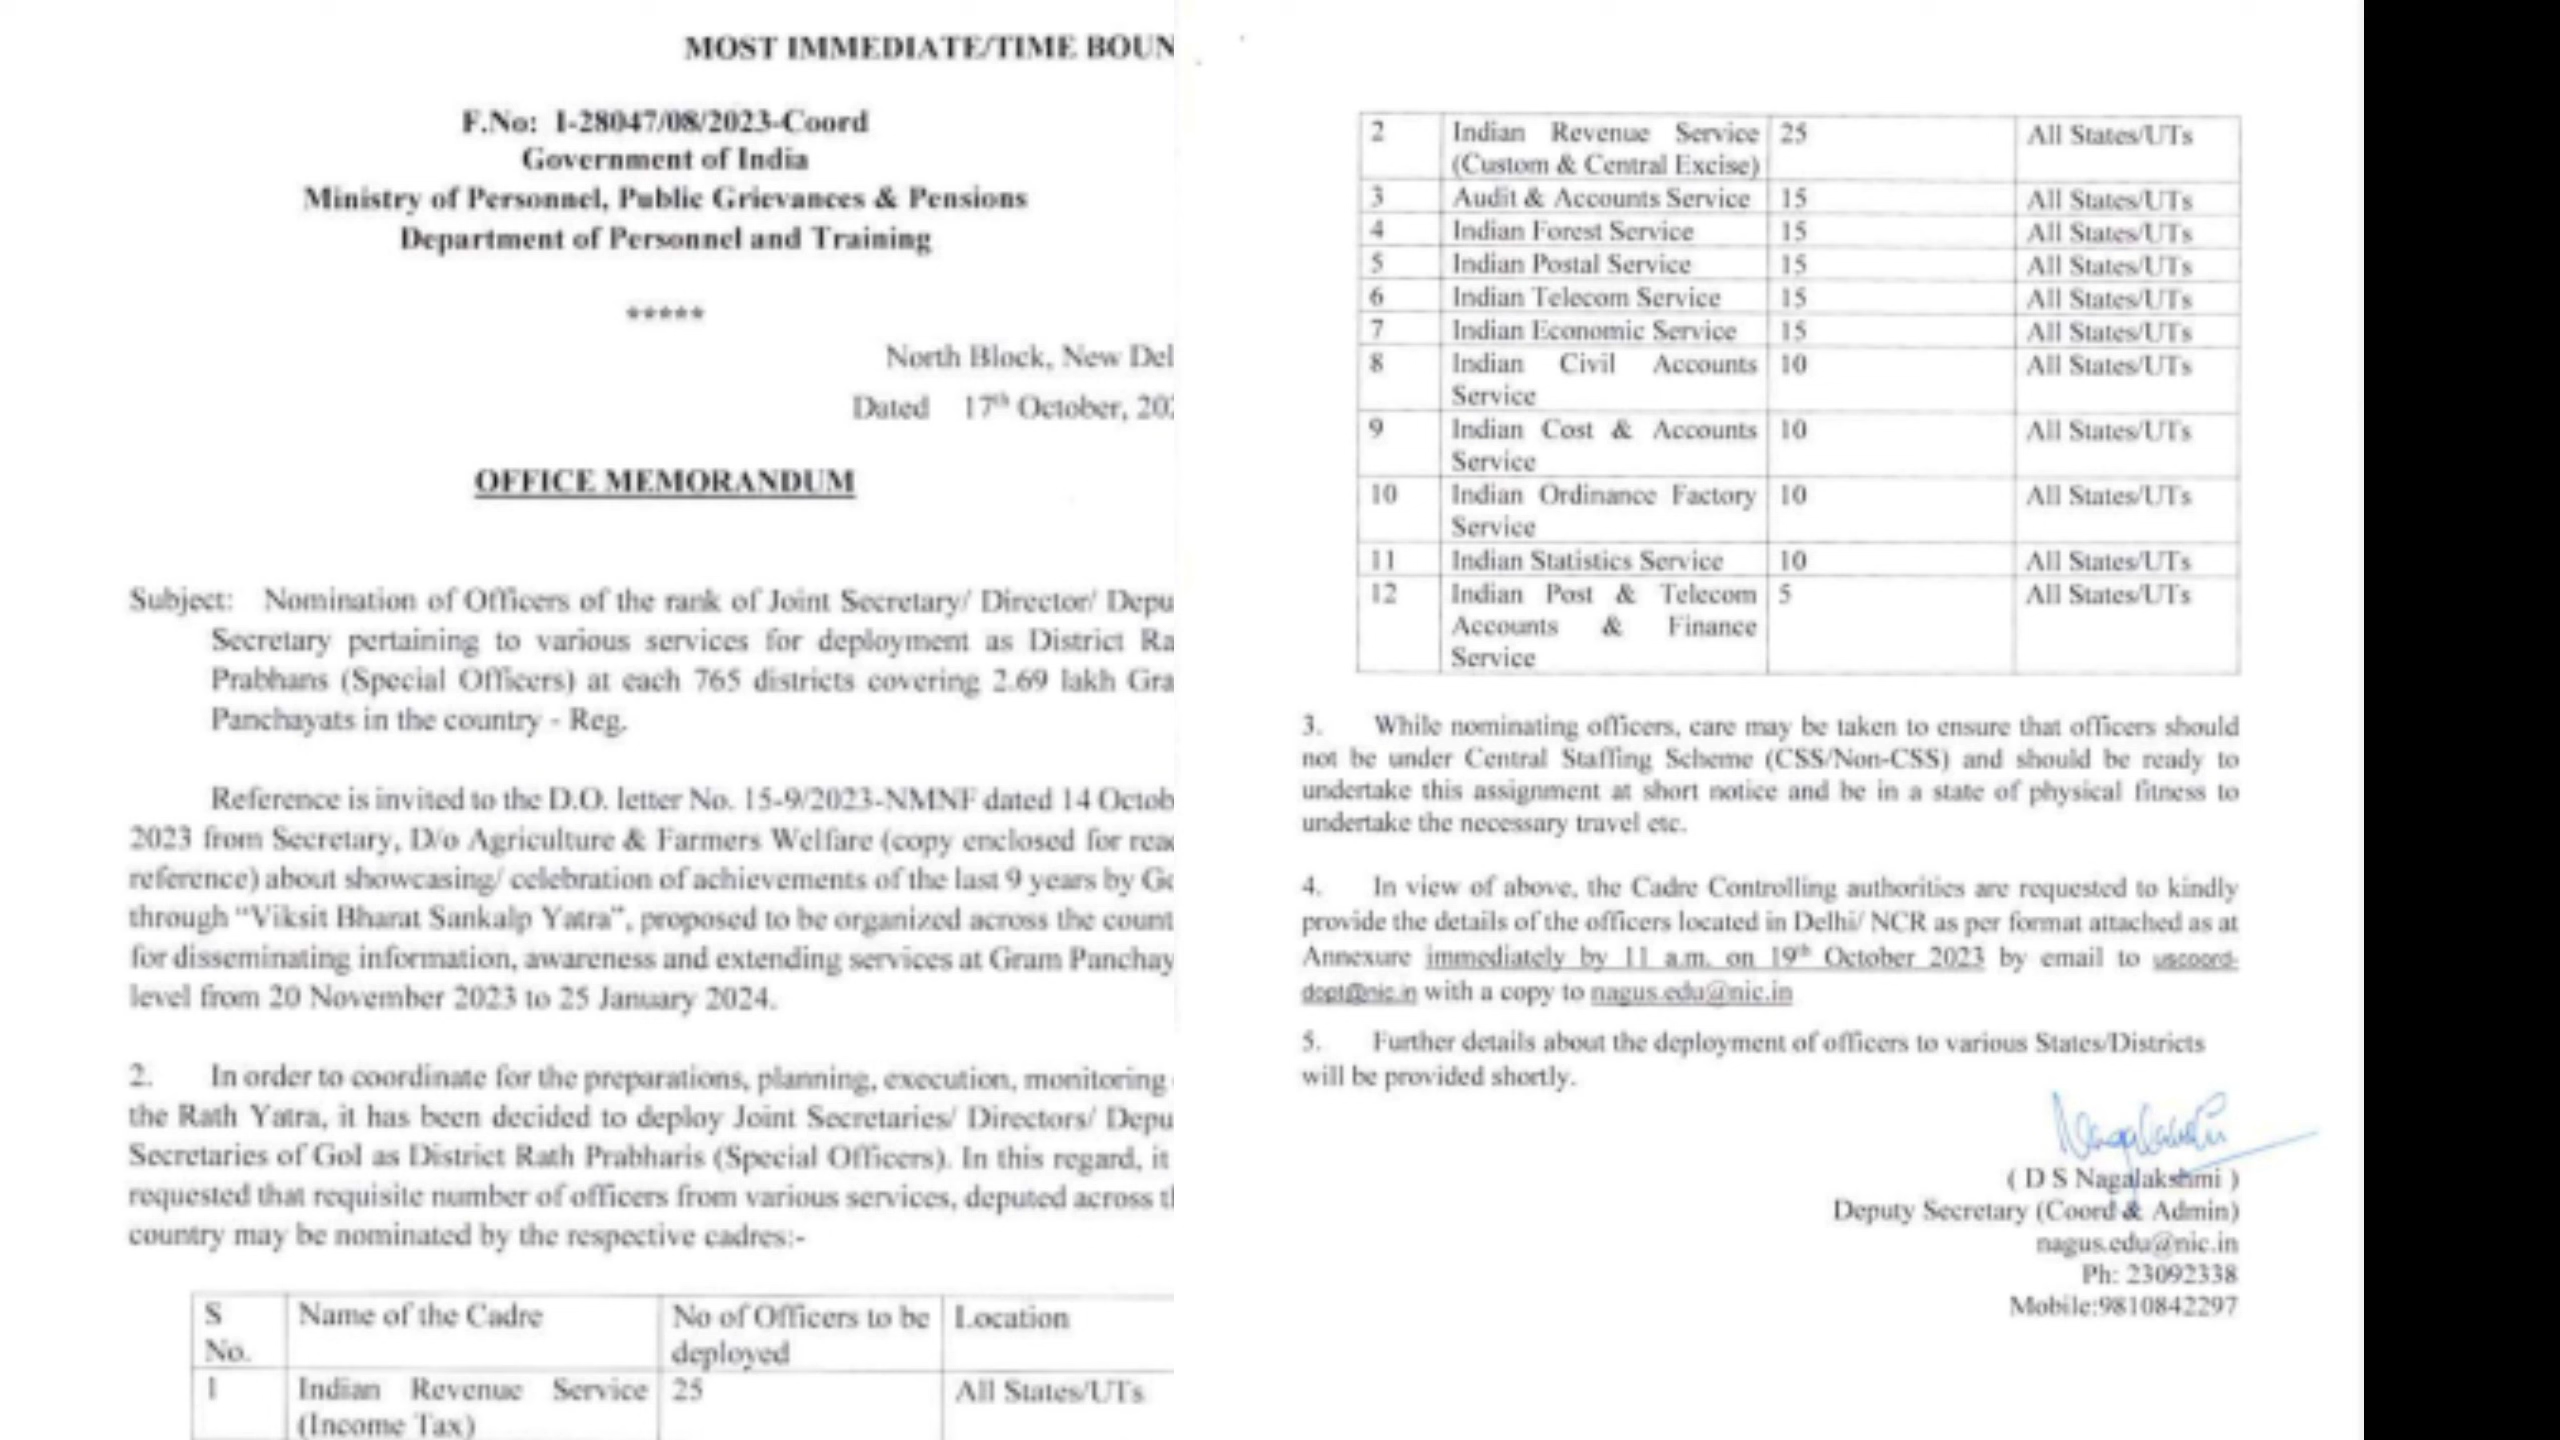 MOST IMMEDIATE/TIME BOUN
F.No: I-28047/08/2023-Coord
Government of India
Ministry of Personnel, Public Grievances & Pensions
Department of Personnel and Training
*****
North Block, New Del
Dated 17th October, 202
OFFICE MEMORANDUM
Subject: Nomination of Officers of the rank of Joint Secretary/ Director/ Depu
Secretary pertaining to various services for deployment as District Ra
Prabhans (Special Officers) at each 765 districts covering 2.69 lakh Gra
Panchayats in the country - Reg.
Reference is invited to the D.O. letter No. 15-9/2023-NMNF dated 14 Octob
2023 from Secretary, D/o Agriculture & Farmers Welfare (copy enclosed for read
reference) about showcasing/ celebration of achievements of the last 9 years by Go
through “Viksit Bharat Sankalp Yatra”, proposed to be organized across the count
for disseminating information, awareness and extending services at Gram Panchay
level from 20 November 2023 to 25 January 2024.
2. In order to coordinate for the preparations, planning, execution, monitoring
the Rath Yatra, it has been decided to deploy Joint Secretaries/ Directors/ Depu
Secretaries of GoI as District Rath Prabharis (Special Officers). In this regard, it
requested that requisite number of officers from various services, deputed across t
country may be nominated by the respective cadres:-
S No. Name of the Cadre No of Officers to be deployed Location
1 Indian Revenue Service (Income Tax) 25 All States/UTs
2 Indian Revenue Service (Custom & Central Excise) 25 All States/UTs
3 Audit & Accounts Service 15 All States/UTs
4 Indian Forest Service 15 All States/UTs
5 Indian Postal Service 15 All States/UTs
6 Indian Telecom Service 15 All States/UTs
7 Indian Economic Service 15 All States/UTs
8 Indian Civil Accounts Service 10 All States/UTs
9 Indian Cost & Accounts Service 10 All States/UTs
10 Indian Ordinance Factory Service 10 All States/UTs
11 Indian Statistics Service 10 All States/UTs
12 Indian Post & Telecom Accounts & Finance Service 5 All States/UTs
3. While nominating officers, care may be taken to ensure that officers should
not be under Central Staffing Scheme (CSS/Non-CSS) and should be ready to
undertake this assignment at short notice and be in a state of physical fitness to
undertake the necessary travel etc.
4. In view of above, the Cadre Controlling authorities are requested to kindly
provide the details of the officers located in Delhi/ NCR as per format attached as at
Annexure immediately by 11 a.m. on 19th October 2023 by email to uscoord-
dopt@nic.in with a copy to nagus.edu@nic.in
5. Further details about the deployment of officers to various States/Districts
will be provided shortly.
( D S Nagalakshmi )
Deputy Secretary (Coord & Admin)
nagus.edu@nic.in
Ph: 23092338
Mobile:9810842297